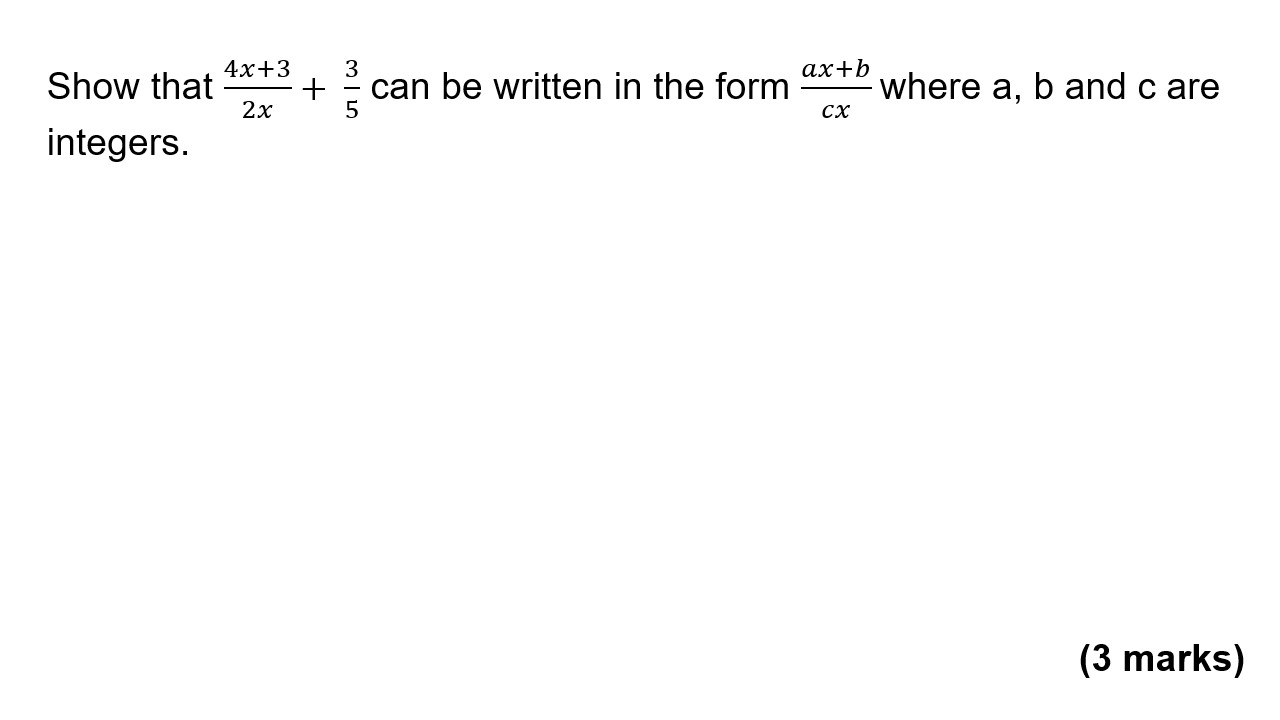 Show that \frac{4x+3}{2x} + \frac{3}{5} can be written in the form \frac{ax+b}{cx} where a, b and c are
integers.
(3 marks)